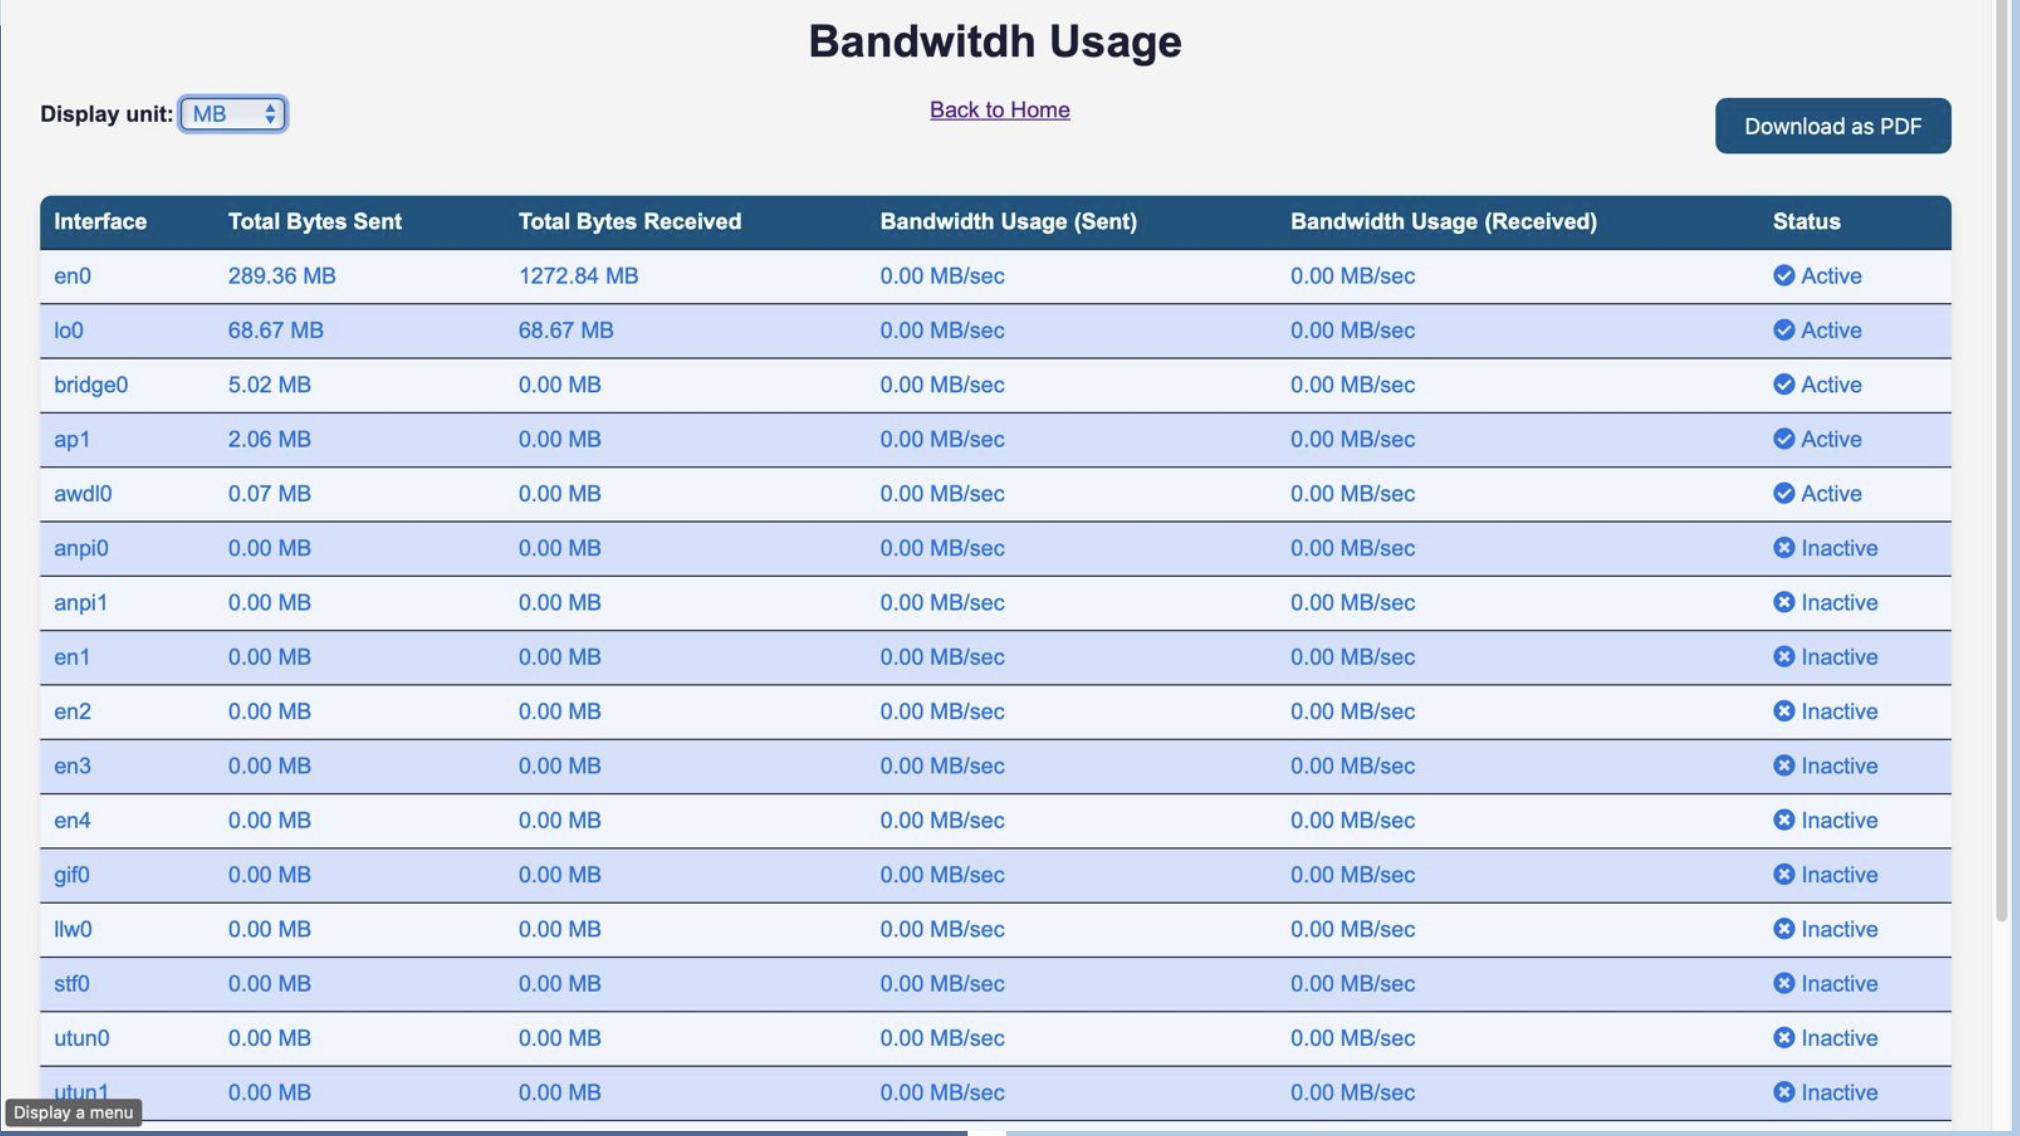 Bandwitdh Usage
Display unit: MB
Back to Home
Download as PDF
Interface Total Bytes Sent Total Bytes Received Bandwidth Usage (Sent) Bandwidth Usage (Received) Status
en0 289.36 MB 1272.84 MB 0.00 MB/sec 0.00 MB/sec Active
lo0 68.67 MB 68.67 MB 0.00 MB/sec 0.00 MB/sec Active
bridge0 5.02 MB 0.00 MB 0.00 MB/sec 0.00 MB/sec Active
ap1 2.06 MB 0.00 MB 0.00 MB/sec 0.00 MB/sec Active
awdl0 0.07 MB 0.00 MB 0.00 MB/sec 0.00 MB/sec Active
anpi0 0.00 MB 0.00 MB 0.00 MB/sec 0.00 MB/sec Inactive
anpi1 0.00 MB 0.00 MB 0.00 MB/sec 0.00 MB/sec Inactive
en1 0.00 MB 0.00 MB 0.00 MB/sec 0.00 MB/sec Inactive
en2 0.00 MB 0.00 MB 0.00 MB/sec 0.00 MB/sec Inactive
en3 0.00 MB 0.00 MB 0.00 MB/sec 0.00 MB/sec Inactive
en4 0.00 MB 0.00 MB 0.00 MB/sec 0.00 MB/sec Inactive
gif0 0.00 MB 0.00 MB 0.00 MB/sec 0.00 MB/sec Inactive
llw0 0.00 MB 0.00 MB 0.00 MB/sec 0.00 MB/sec Inactive
stf0 0.00 MB 0.00 MB 0.00 MB/sec 0.00 MB/sec Inactive
utun0 0.00 MB 0.00 MB 0.00 MB/sec 0.00 MB/sec Inactive
utun1 0.00 MB 0.00 MB 0.00 MB/sec 0.00 MB/sec Inactive
Display a menu